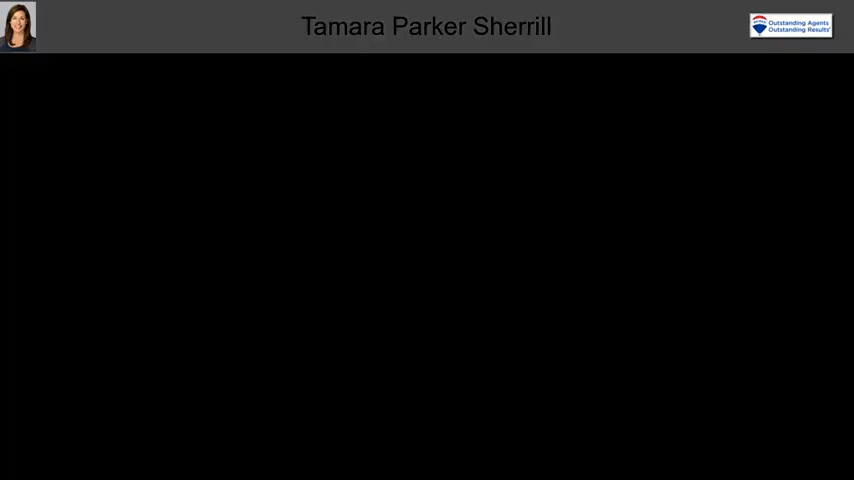 Tamara Parker Sherrill
Outstanding Agents
Outstanding Results